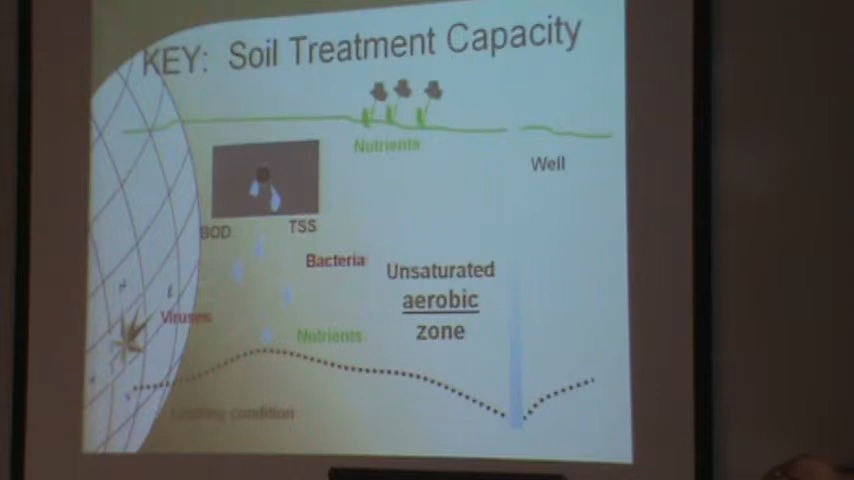 KEY: Soil Treatment Capacity
Nutrients
Well
BOD
TSS
Bacteria
Unsaturated
aerobic
zone
Viruses
Nutrients
Limiting condition